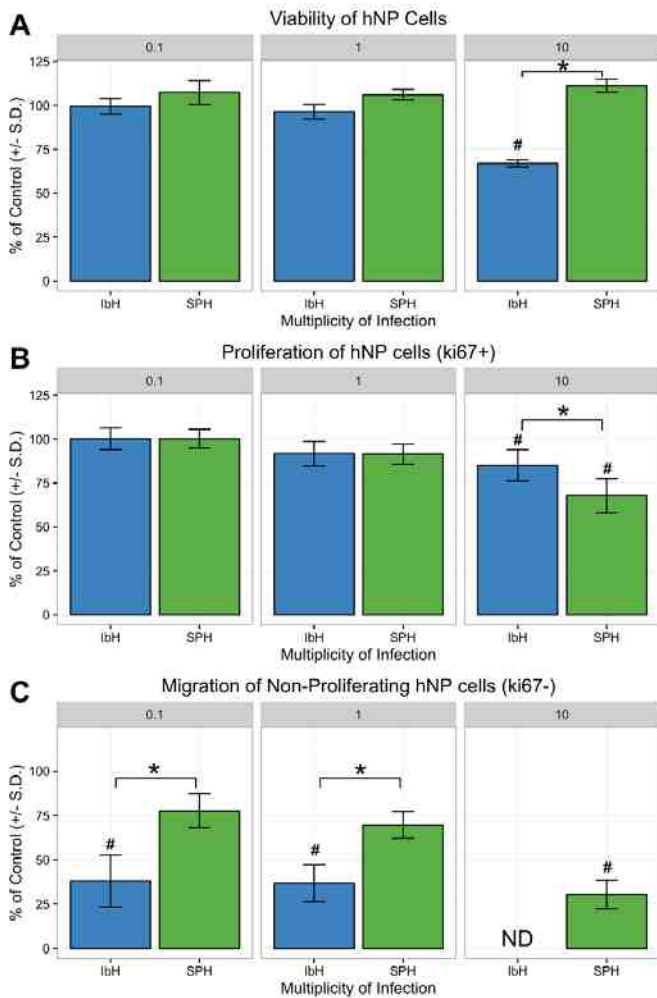 A
Viability of hNP Cells
0.1
1
10
% of Control (+/- S.D.)
125
100
75
50
25
0
*
#
IbH
SPH
IbH
SPH
IbH
SPH
Multiplicity of Infection
B
Proliferation of hNP cells (ki67+)
0.1
1
10
% of Control (+/- S.D.)
125
100
75
50
25
0
*
#
#
IbH
SPH
IbH
SPH
IbH
SPH
Multiplicity of Infection
C
Migration of Non-Proliferating hNP cells (ki67-)
0.1
1
10
% of Control (+/- S.D.)
100
75
50
25
0
*
*
#
#
#
ND
IbH
SPH
IbH
SPH
IbH
SPH
Multiplicity of Infection